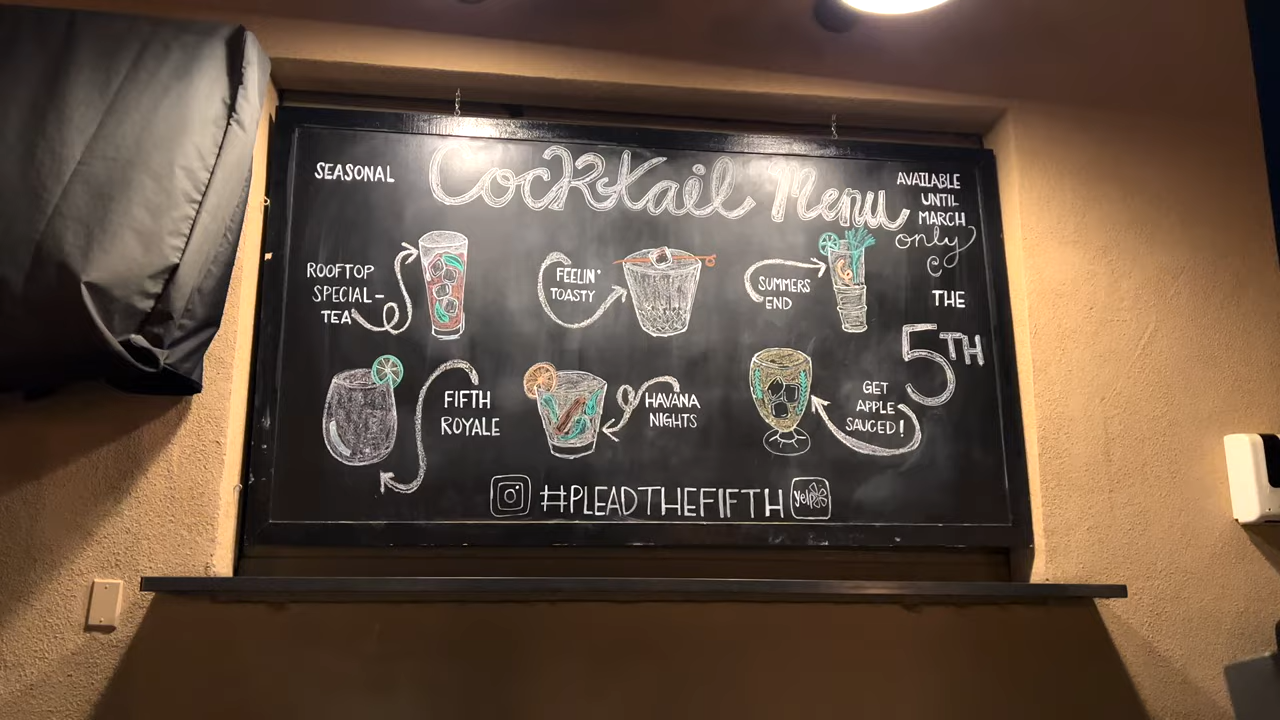 SEASONAL
Cocktail Menu
AVAILABLE
UNTIL
MARCH
only
@
THE
5TH
ROOFTOP
SPECIAL-
TEA
FEELIN'
TOASTY
SUMMERS
END
FIFTH
ROYALE
HAVANA
NIGHTS
GET
APPLE
SAUCED!
#PLEADTHEFIFTH
yelp